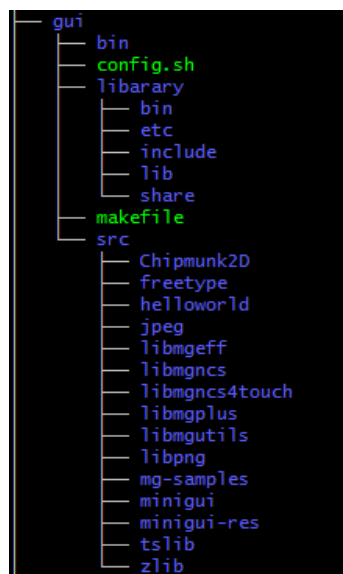 gui
bin
config.sh
libarary
bin
etc
include
lib
share
makefile
src
Chipmunk2D
freetype
helloworld
jpeg
libmgeff
libmgncs
libmgncs4touch
libmgplus
libmgutils
libpng
mg-samples
minigui
minigui-res
tslib
zlib